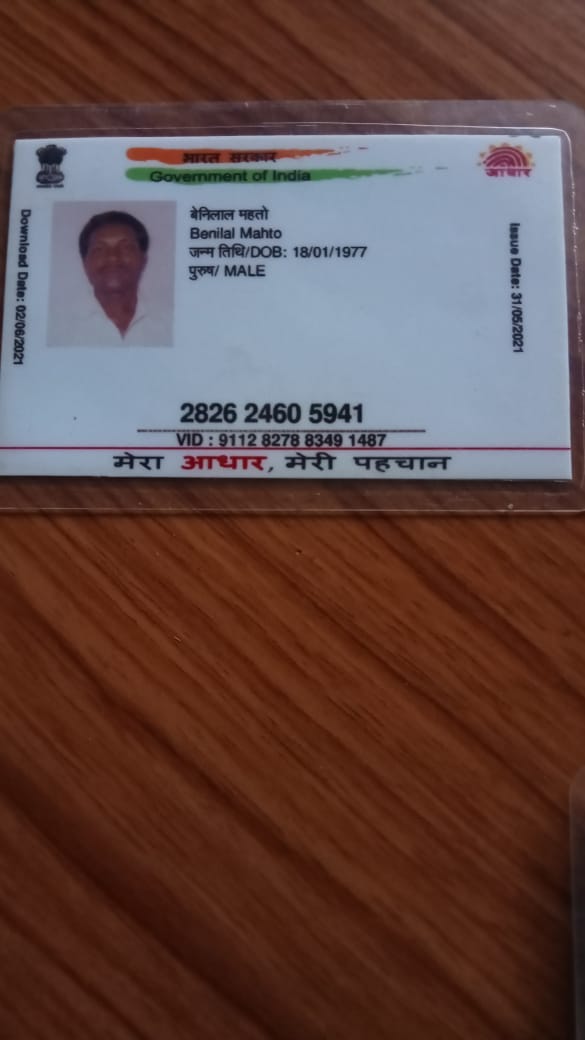 भारत सरकार
Government of India
आधार
Download Date: 02/06/2021
बेनिलाल महतो
Benilal Mahto
जन्म तिथि/DOB: 18/01/1977
पुरुष/ MALE
Issue Date: 31/05/2021
2826 2460 5941
VID : 9112 8278 8349 1487
मेरा आधार, मेरी पहचान